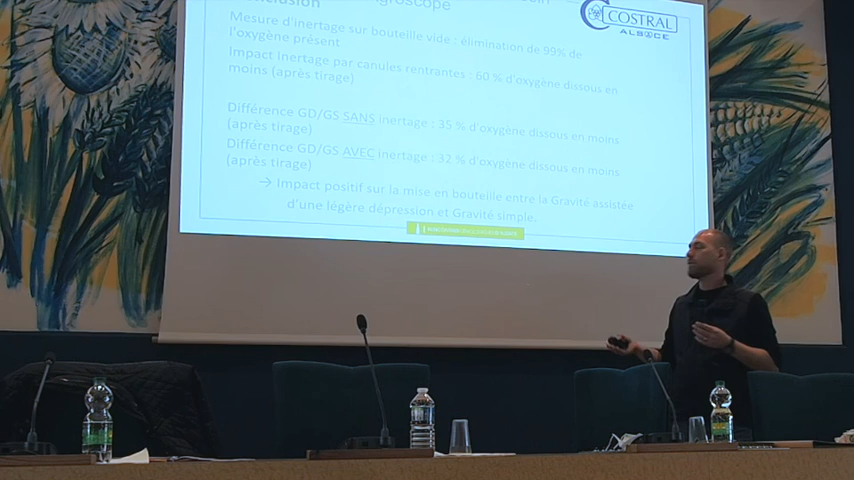 groscope
Mesure d'inertage sur bouteille vide : élimination de 99% de
l'oxygène présent
Impact Inertage par canules rentrantes : 60 % d'oxygène dissous en
moins (après tirage)
Différence GD/GS SANS inertage : 35 % d'oxygène dissous en moins
(après tirage)
Différence GD/GS AVEC inertage : 32 % d'oxygène dissous en moins
(après tirage)
→ Impact positif sur la mise en bouteille entre la Gravité assistée
d'une légère dépression et Gravité simple.
COSTRAL
ALSACE